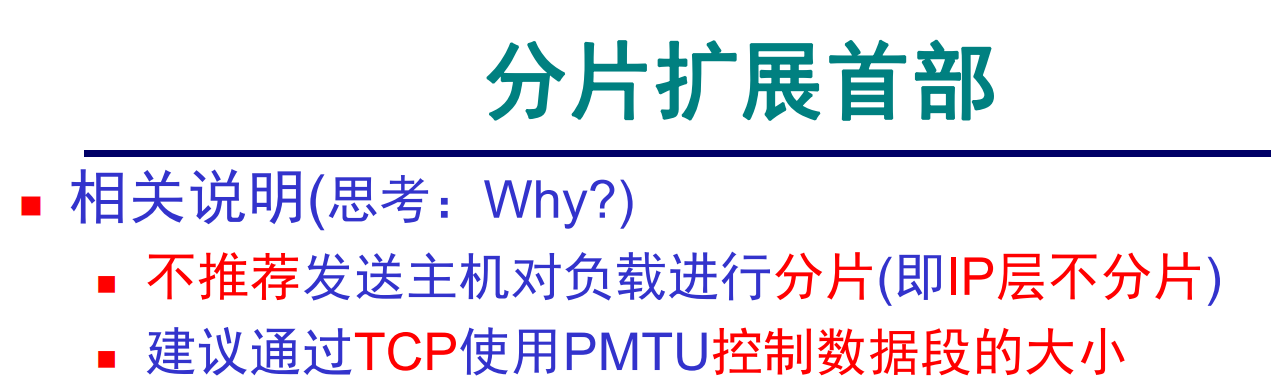 分片扩展首部
相关说明(思考：Why?)
不推荐发送主机对负载进行分片(即IP层不分片)
建议通过TCP使用PMTU控制数据段的大小